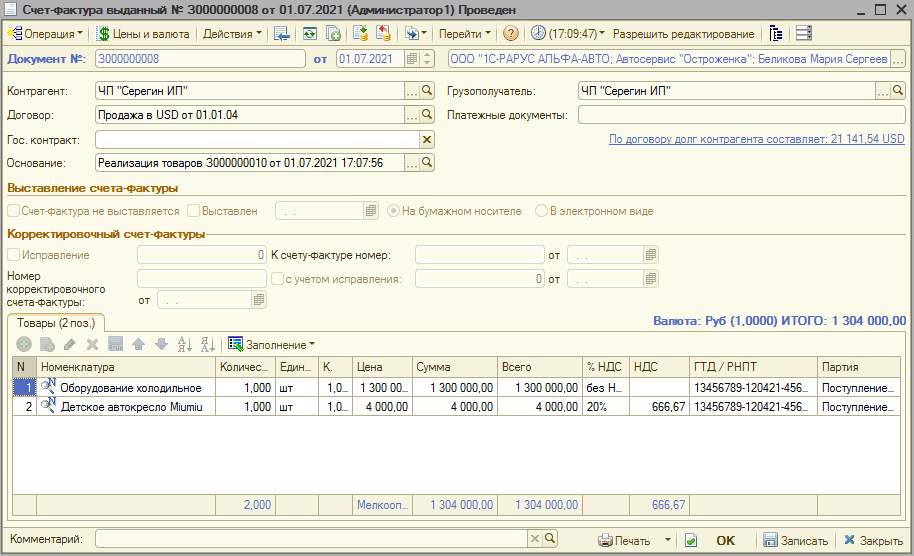 Счет-фактура выданный № 3000000008 от 01.07.2021 (Администратор1) Проведен
Операция Цены и валюта Действия Перейти (17:09:47) Разрешить редактирование
Документ №: 3000000008 от 01.07.2021 ООО "1С-РАРУС АЛЬФА-АВТО; Автосервис "Остроженка"; Беликова Мария Сергеев ...
Контрагент: ЧП "Серегин ИП" ... Грузополучатель: ЧП "Серегин ИП" ...
Договор: Продажа в USD от 01.01.04 ... Платежные документы:
Гос. контракт: По договору долг контрагента составляет: 21 141,54 USD
Основание: Реализация товаров 3000000010 от 01.07.2021 17:07:56 ...
Выставление счета-фактуры
Счет-фактура не выставляется Выставлен . . На бумажном носителе В электронном виде
Корректировочный счет-фактуры
Исправление 0 К счету-фактуре номер: от . .
Номер корректировочного счета-фактуры: от . . с учетом исправления: 0 от . .
Товары (2 поз.) Валюта: Руб (1,0000) ИТОГО: 1 304 000,00
Заполнение
N Номенклатура Количес... Един... К. Цена Сумма Всего % НДС НДС ГТД / РНПТ Партия
1 Оборудование холодильное 1,000 шт 1,0... 1 300 00... 1 300 000,00 1 300 000,00 без Н... 13456789-120421-456... Поступление...
2 Детское автокресло Miumiu 1,000 шт 1,0... 4 000,00 4 000,00 4 000,00 20% 666,67 13456789-120421-456... Поступление...
2,000 Мелкооп... 1 304 000,00 1 304 000,00 666,67
Комментарий:
Печать OK Записать Закрыть